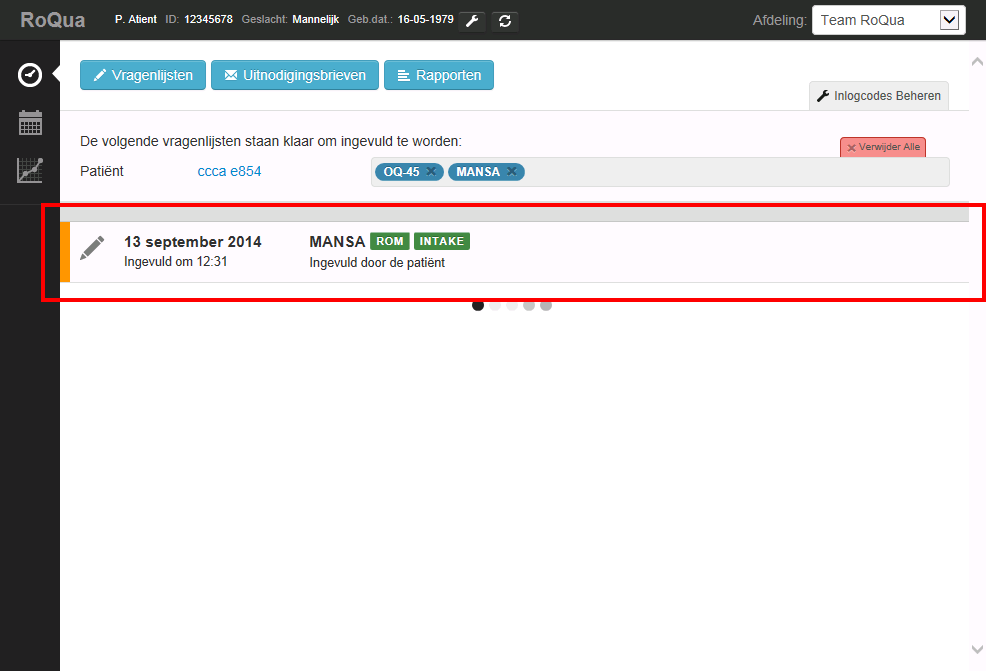 RoQua P. Atient ID: 12345678 Geslacht: Mannelijk Geb.dat.: 16-05-1979 Afdeling: Team RoQua
Vragenlijsten Uitnodigingsbrieven Rapporten
Inlogcodes Beheren
De volgende vragenlijsten staan klaar om ingevuld te worden:
Verwijder Alle
Patiënt ccca e854 OQ-45 MANSA
13 september 2014 MANSA ROM INTAKE
Ingevuld om 12:31 Ingevuld door de patiënt